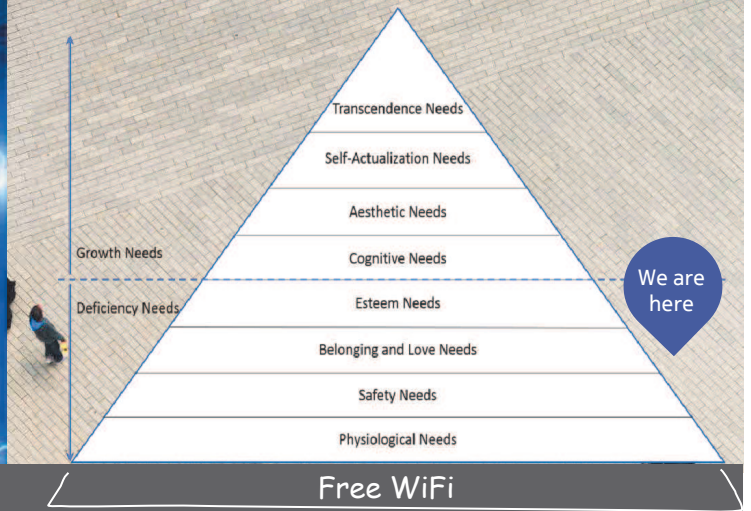 Transcendence Needs
Self-Actualization Needs
Aesthetic Needs
Growth Needs
Cognitive Needs
We are
here
Deficiency Needs
Esteem Needs
Belonging and Love Needs
Safety Needs
Physiological Needs
Free WiFi